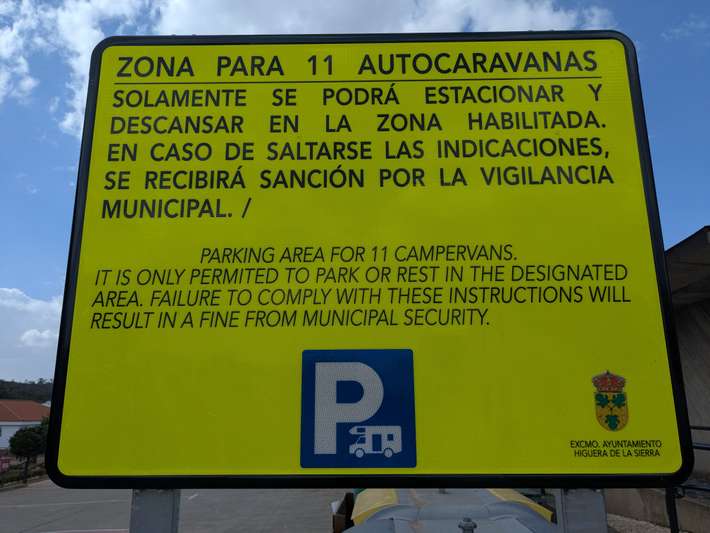 ZONA PARA 11 AUTOCARAVANAS
SOLAMENTE SE PODRÁ ESTACIONAR Y
DESCANSAR EN LA ZONA HABILITADA.
EN CASO DE SALTARSE LAS INDICACIONES,
SE RECIBIRÁ SANCIÓN POR LA VIGILANCIA
MUNICIPAL. /
PARKING AREA FOR 11 CAMPERVANS.
IT IS ONLY PERMITED TO PARK OR REST IN THE DESIGNATED
AREA. FAILURE TO COMPLY WITH THESE INSTRUCTIONS WILL
RESULT IN A FINE FROM MUNICIPAL SECURITY.
P
EXCMO. AYUNTAMIENTO
HIGUERA DE LA SIERRA